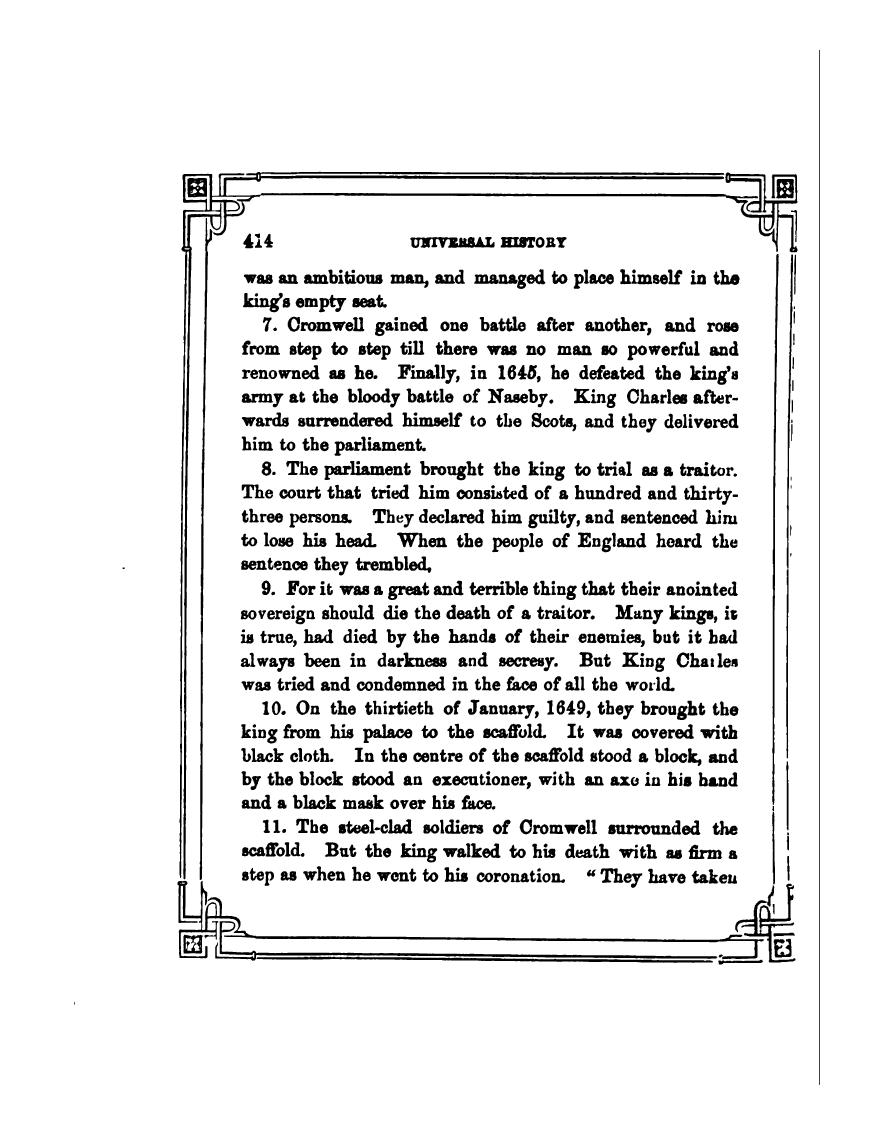 414 UNIVERSAL HISTORY
was an ambitious man, and managed to place himself in the
king's empty seat.
7. Cromwell gained one battle after another, and rose
from step to step till there was no man so powerful and
renowned as he. Finally, in 1645, he defeated the king's
army at the bloody battle of Naseby. King Charles after-
wards surrendered himself to the Scots, and they delivered
him to the parliament.
8. The parliament brought the king to trial as a traitor.
The court that tried him consisted of a hundred and thirty-
three persons. They declared him guilty, and sentenced him
to lose his head. When the people of England heard the
sentence they trembled,
9. For it was a great and terrible thing that their anointed
sovereign should die the death of a traitor. Many kings, it
is true, had died by the hands of their enemies, but it had
always been in darkness and secresy. But King Charles
was tried and condemned in the face of all the world.
10. On the thirtieth of January, 1649, they brought the
king from his palace to the scaffold. It was covered with
black cloth. In the centre of the scaffold stood a block, and
by the block stood an executioner, with an axe in his hand
and a black mask over his face.
11. The steel-clad soldiers of Cromwell surrounded the
scaffold. But the king walked to his death with as firm a
step as when he went to his coronation. “They have taken